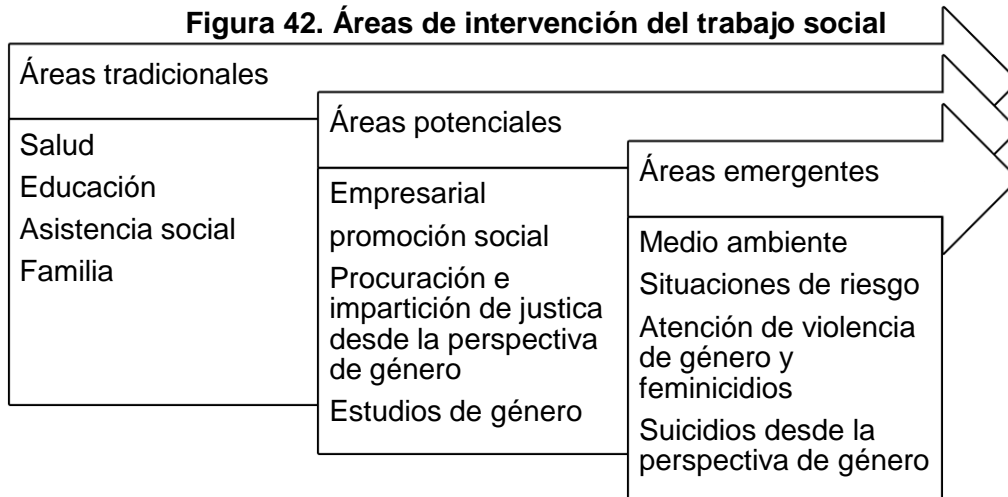 Figura 42. Áreas de intervención del trabajo social
Áreas tradicionales
Salud
Educación
Asistencia social
Familia
Áreas potenciales
Empresarial
promoción social
Procuración e
impartición de justica
desde la perspectiva
de género
Estudios de género
Áreas emergentes
Medio ambiente
Situaciones de riesgo
Atención de violencia
de género y
feminicidios
Suicidios desde la
perspectiva de género